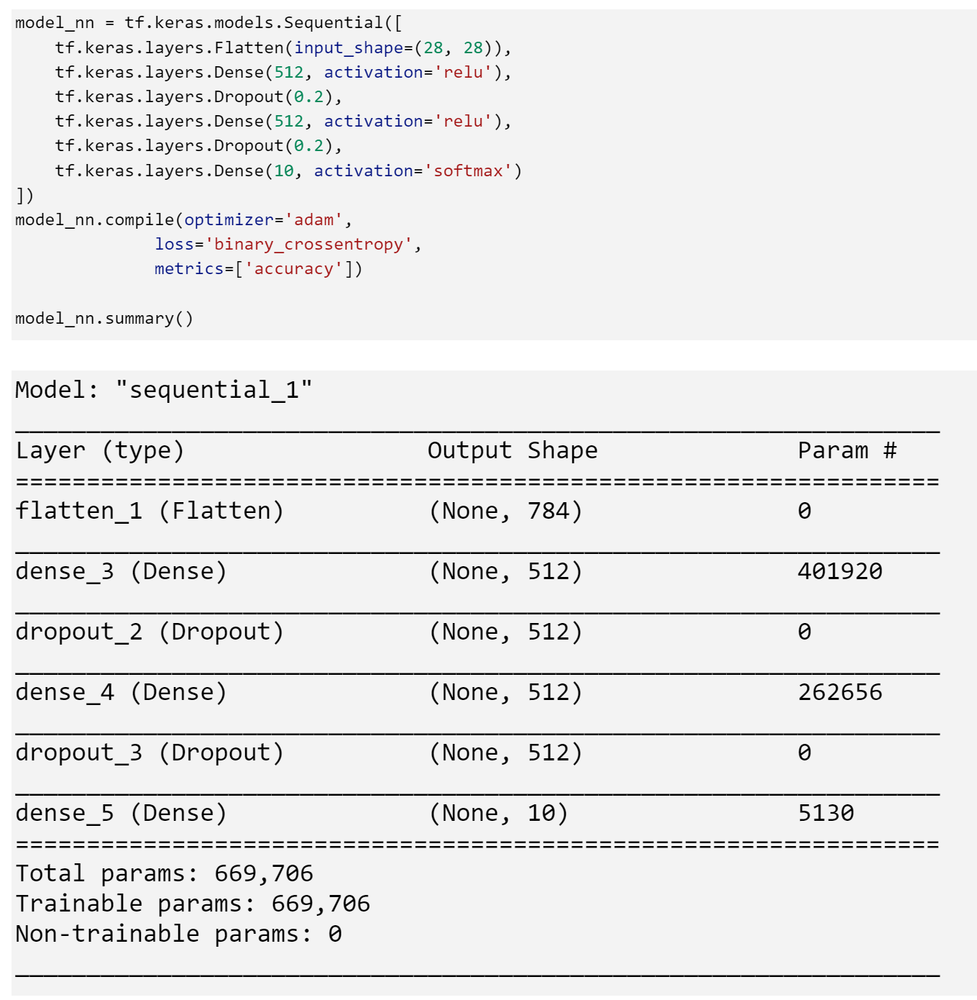 model_nn = tf.keras.models.Sequential([
    tf.keras.layers.Flatten(input_shape=(28, 28)),
    tf.keras.layers.Dense(512, activation='relu'),
    tf.keras.layers.Dropout(0.2),
    tf.keras.layers.Dense(512, activation='relu'),
    tf.keras.layers.Dropout(0.2),
    tf.keras.layers.Dense(10, activation='softmax')
])
model_nn.compile(optimizer='adam',
              loss='binary_crossentropy',
              metrics=['accuracy'])
model_nn.summary()
Model: "sequential_1"
_________________________________________________________________
Layer (type)                 Output Shape              Param #
=================================================================
flatten_1 (Flatten)          (None, 784)               0
_________________________________________________________________
dense_3 (Dense)              (None, 512)               401920
_________________________________________________________________
dropout_2 (Dropout)          (None, 512)               0
_________________________________________________________________
dense_4 (Dense)              (None, 512)               262656
_________________________________________________________________
dropout_3 (Dropout)          (None, 512)               0
_________________________________________________________________
dense_5 (Dense)              (None, 10)                5130
=================================================================
Total params: 669,706
Trainable params: 669,706
Non-trainable params: 0
_________________________________________________________________